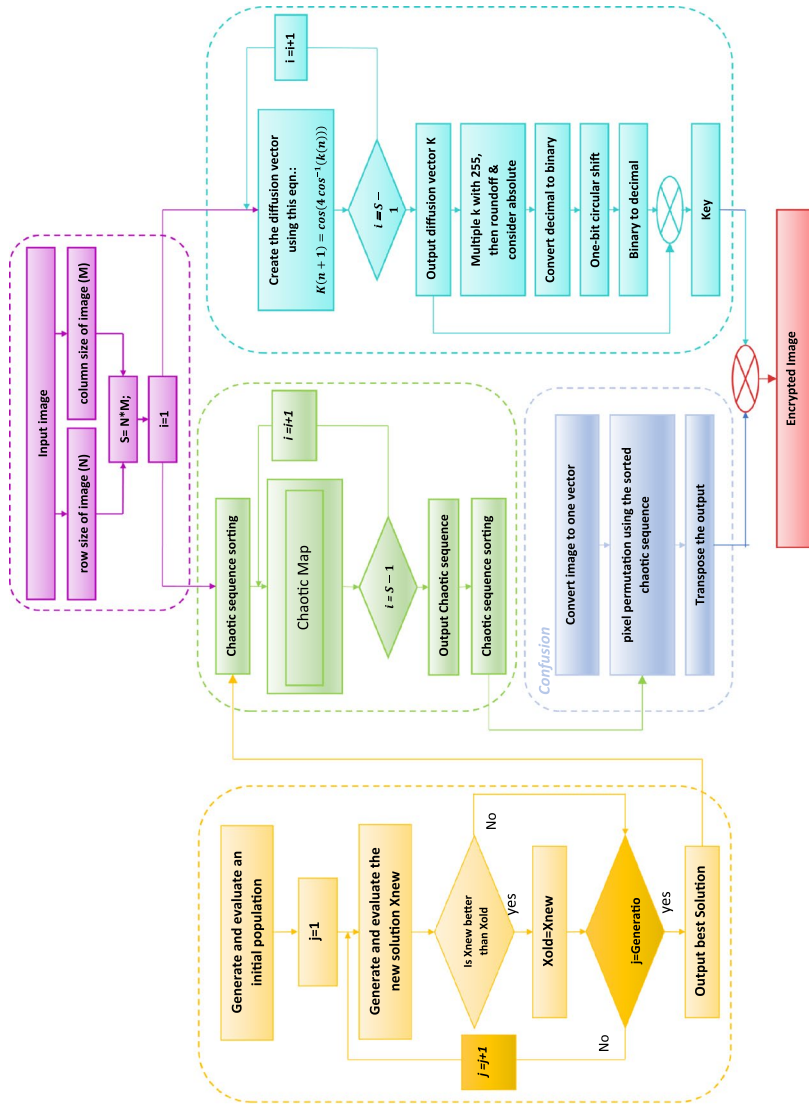 Input image
row size of image (N)
column size of image (M)
S= N*M;
i=1
Generate and evaluate an
initial population
j=1
Generate and evaluate the
new solution Xnew
Is Xnew better
than Xold
No
yes
Xold=Xnew
j=Generatio
No
j =j+1
yes
Output best Solution
Chaotic sequence sorting
Chaotic Map
i =i+1
i = S − 1
Output Chaotic sequence
Chaotic sequence sorting
Confusion
Convert image to one vector
pixel permutation using the sorted
chaotic sequence
Transpose the output
Create the diffusion vector
using this eqn.:
K(n + 1) = cos(4 cos⁻¹(k(n)))
i =i+1
i = S −
1
Output diffusion vector K
Multiple k with 255,
then roundoff &
consider absolute
Convert decimal to binary
One-bit circular shift
Binary to decimal
Key
Encrypted Image